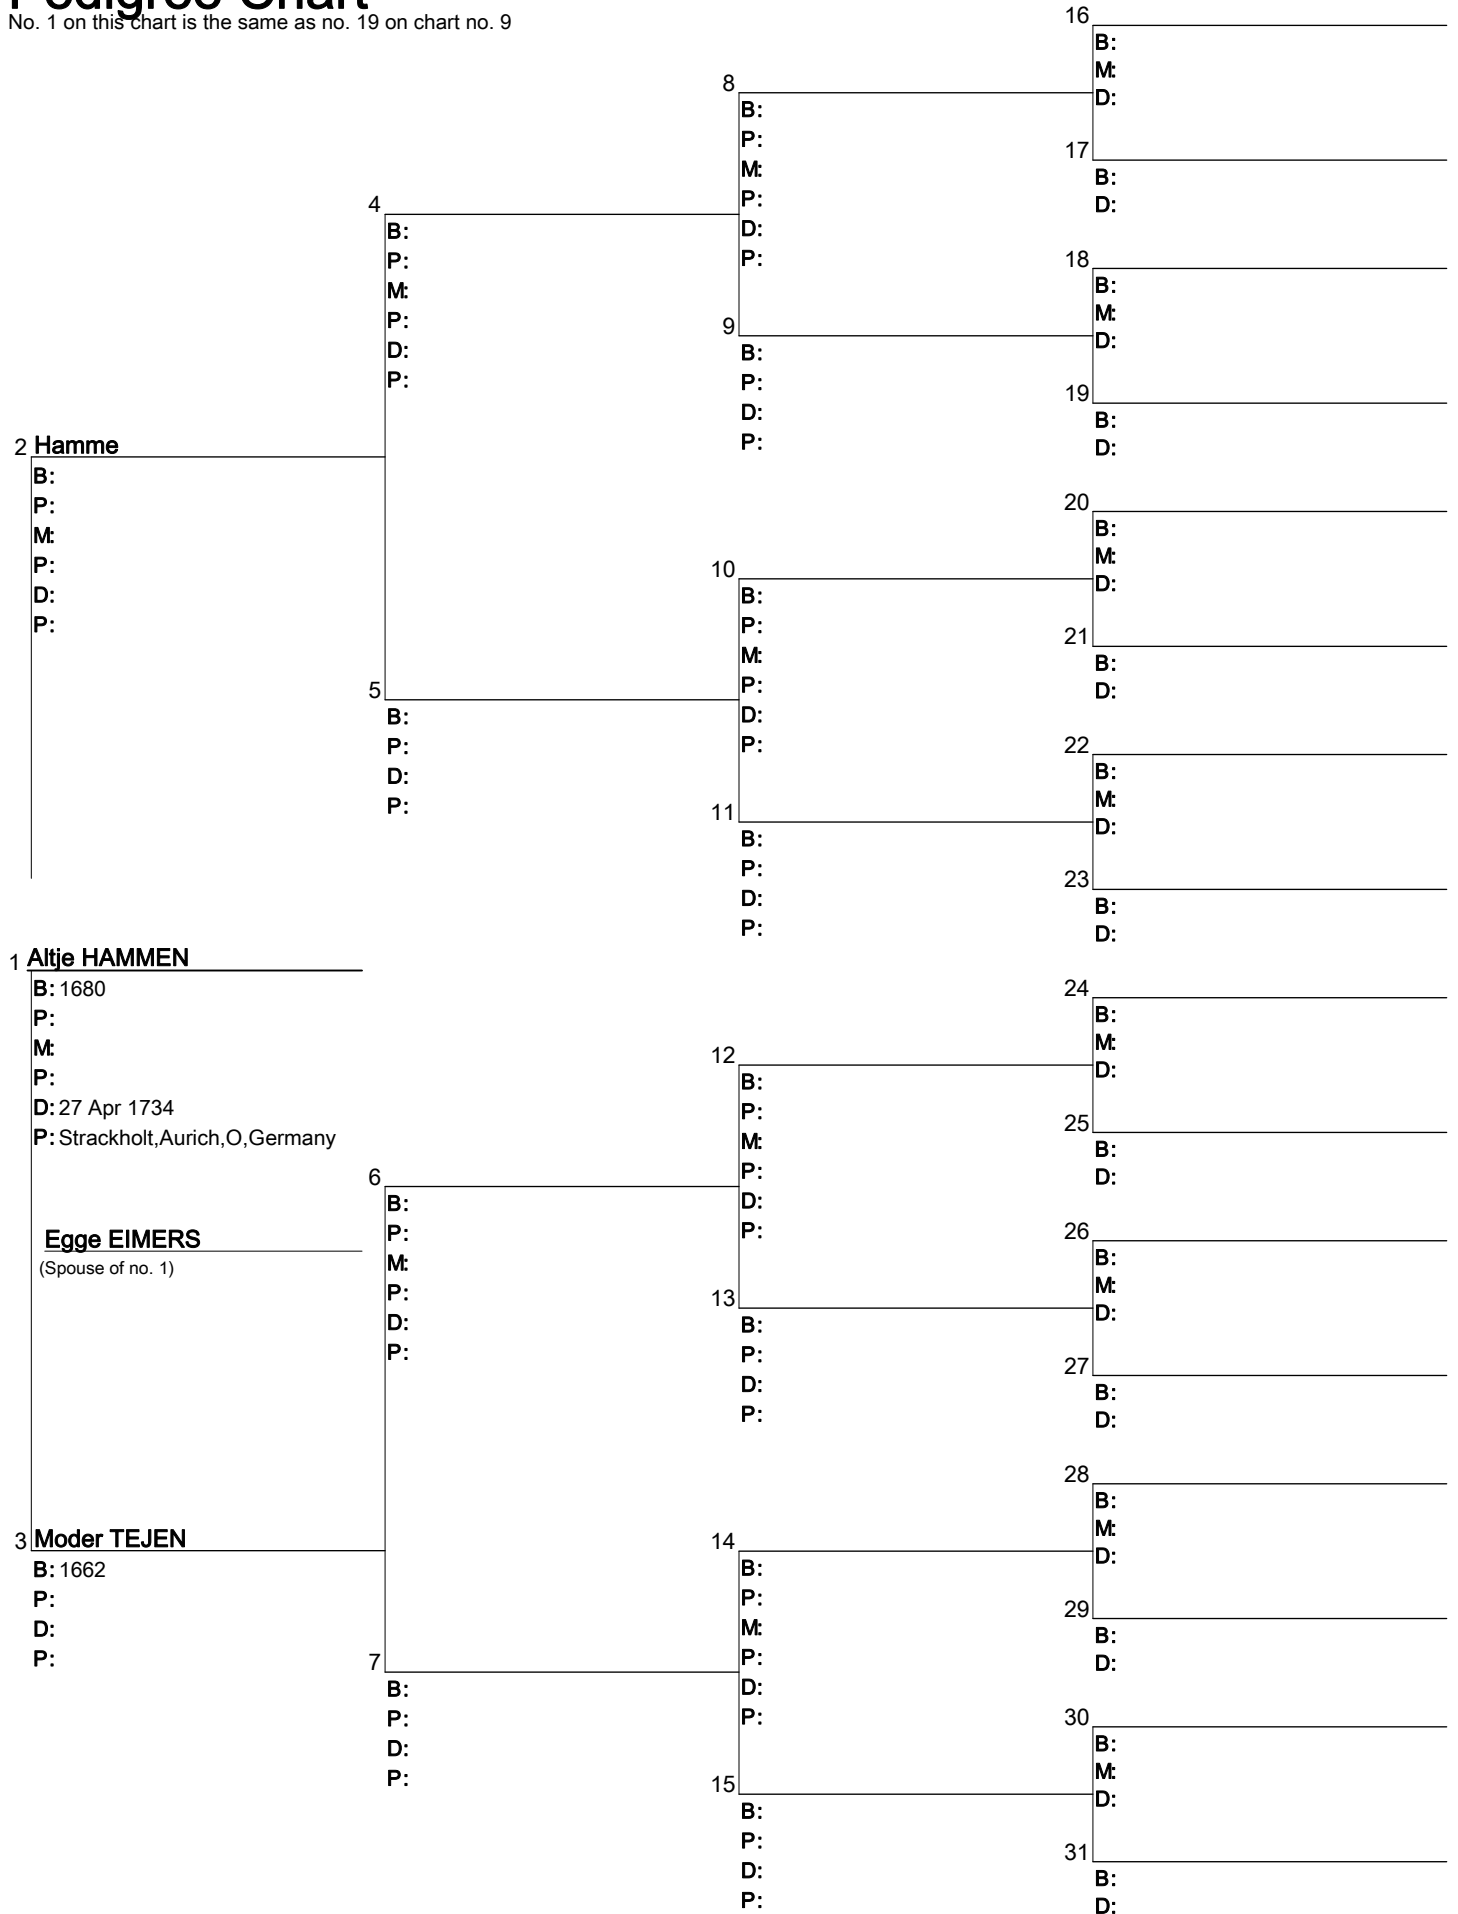 Pedigree Chart
No. 1 on this chart is the same as no. 19 on chart no. 9
2 Hamme
B:
P:
M:
P:
D:
P:
1 Altje HAMMEN
B: 1680
P:
M:
P:
D: 27 Apr 1734
P: Strackholt,Aurich,O,Germany
Egge EIMERS
(Spouse of no. 1)
3 Moder TEJEN
B: 1662
P:
D:
P:
4
B:
P:
M:
P:
D:
P:
5
B:
P:
D:
P:
6
B:
P:
M:
P:
D:
P:
7
B:
P:
D:
P:
8
B:
P:
M:
P:
D:
P:
9
B:
P:
D:
P:
10
B:
P:
M:
P:
D:
P:
11
B:
P:
D:
P:
12
B:
P:
M:
P:
D:
P:
13
B:
P:
D:
P:
14
B:
P:
M:
P:
D:
P:
15
B:
P:
D:
P:
16
B:
M:
D:
17
B:
D:
18
B:
M:
D:
19
B:
D:
20
B:
M:
D:
21
B:
D:
22
B:
M:
D:
23
B:
D:
24
B:
M:
D:
25
B:
D:
26
B:
M:
D:
27
B:
D:
28
B:
M:
D:
29
B:
D:
30
B:
M:
D:
31
B:
D: